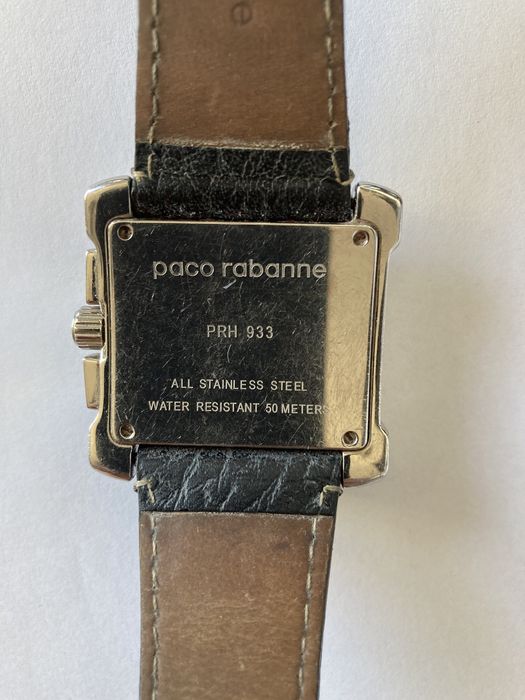 e
paco rabanne
PRH 933
ALL STAINLESS STEEL
WATER RESISTANT 50 METERS